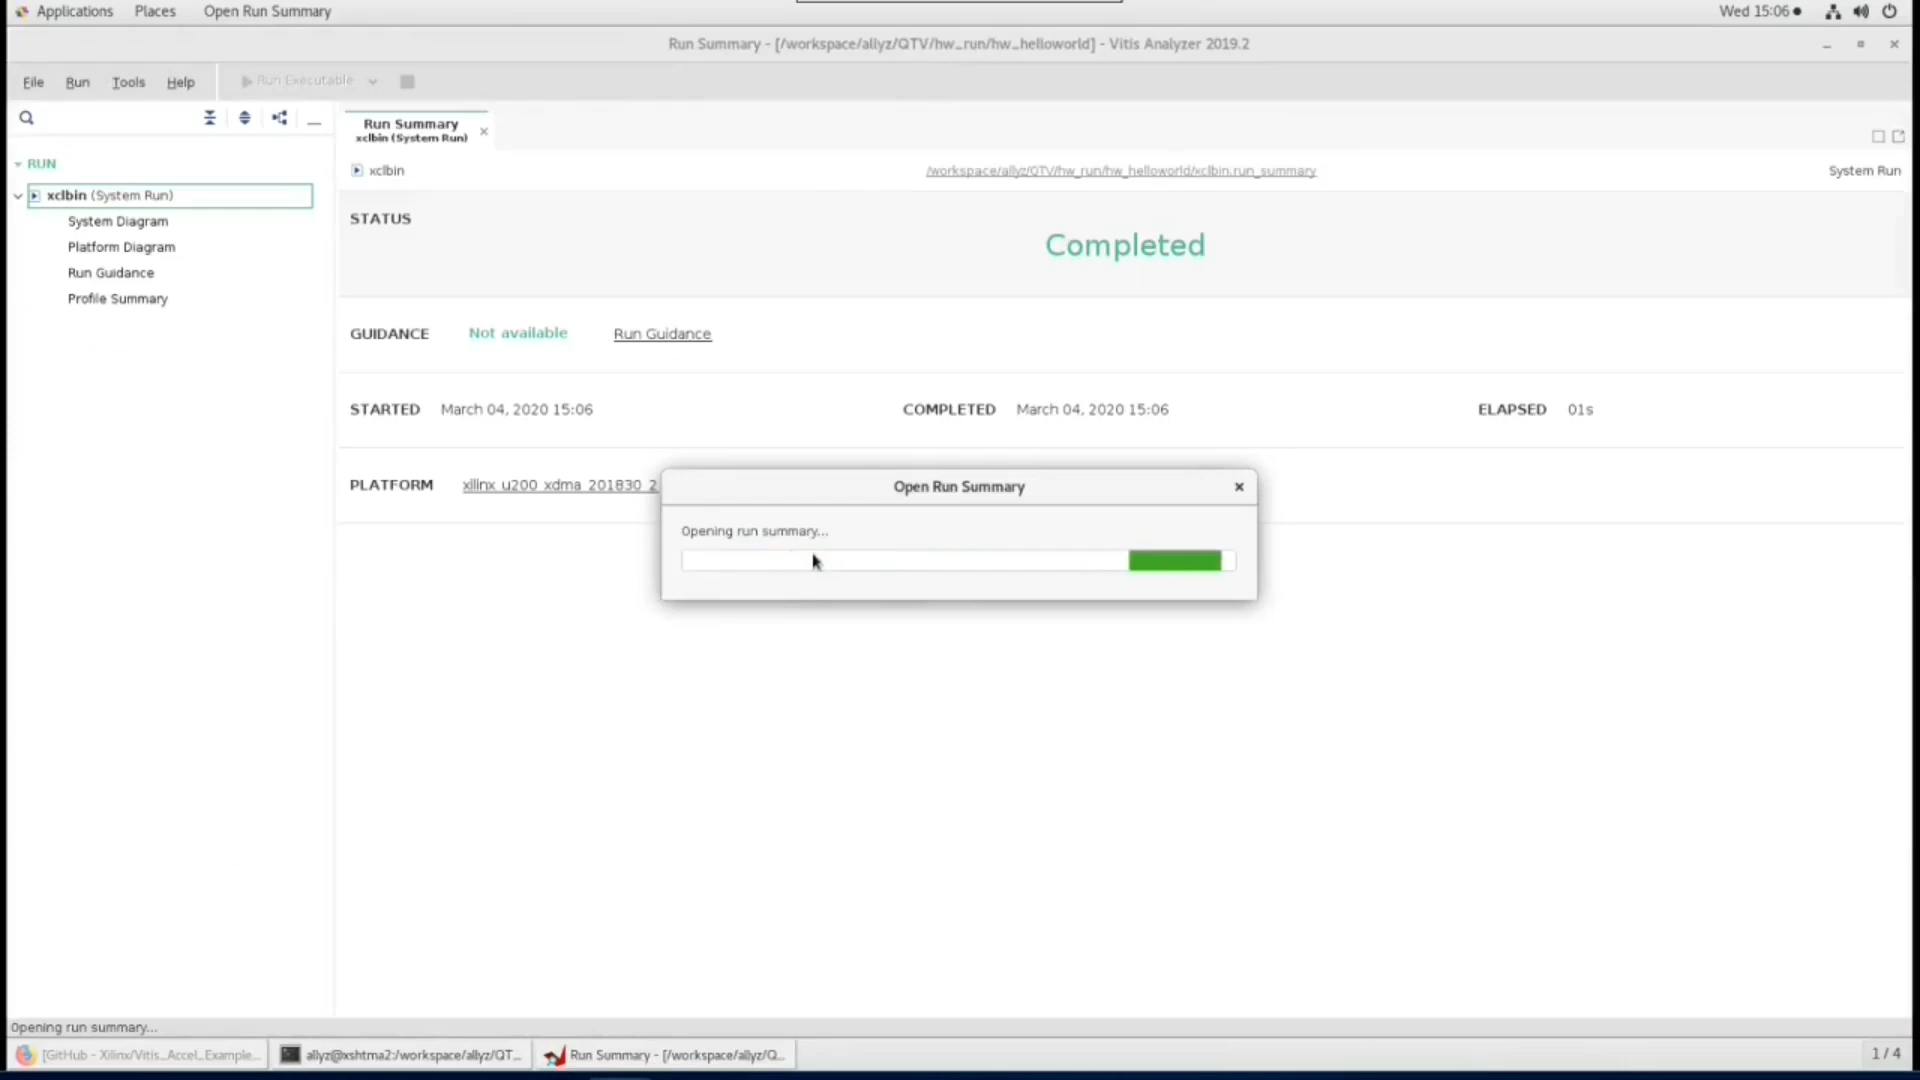 Applications Places Open Run Summary Wed 15:06
Run Summary - [/workspace/allyz/QTV/hw_run/hw_helloworld] - Vitis Analyzer 2019.2
File Run Tools Help Run Executable
Run Summary
xclbin (System Run)
xclbin /workspace/allyz/QTV/hw_run/hw_helloworld/xclbin.run_summary System Run
RUN
xclbin (System Run)
System Diagram
Platform Diagram
Run Guidance
Profile Summary
STATUS
Completed
GUIDANCE Not available Run Guidance
STARTED March 04, 2020 15:06 COMPLETED March 04, 2020 15:06 ELAPSED 01s
PLATFORM xilinx_u200_xdma_201830_2
Open Run Summary
Opening run summary...
Opening run summary...
[GitHub - Xilinx/Vitis_Accel_Example... allyz@xshtma2:/workspace/allyz/QT... Run Summary - [/workspace/allyz/Q... 1 / 4